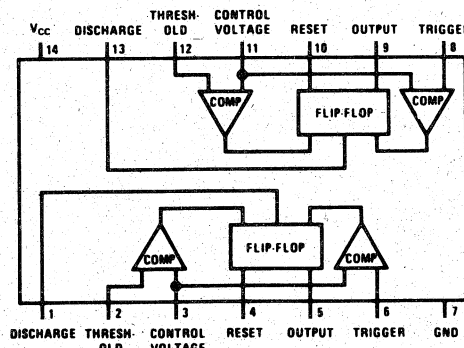 VCC DISCHARGE THRESH-OLD CONTROL VOLTAGE RESET OUTPUT TRIGGER
14 13 12 11 10 9 8
COMP FLIP-FLOP COMP
COMP FLIP-FLOP COMP
1 2 3 4 5 6 7
DISCHARGE THRESH-OLD CONTROL VOLTAGE RESET OUTPUT TRIGGER GND